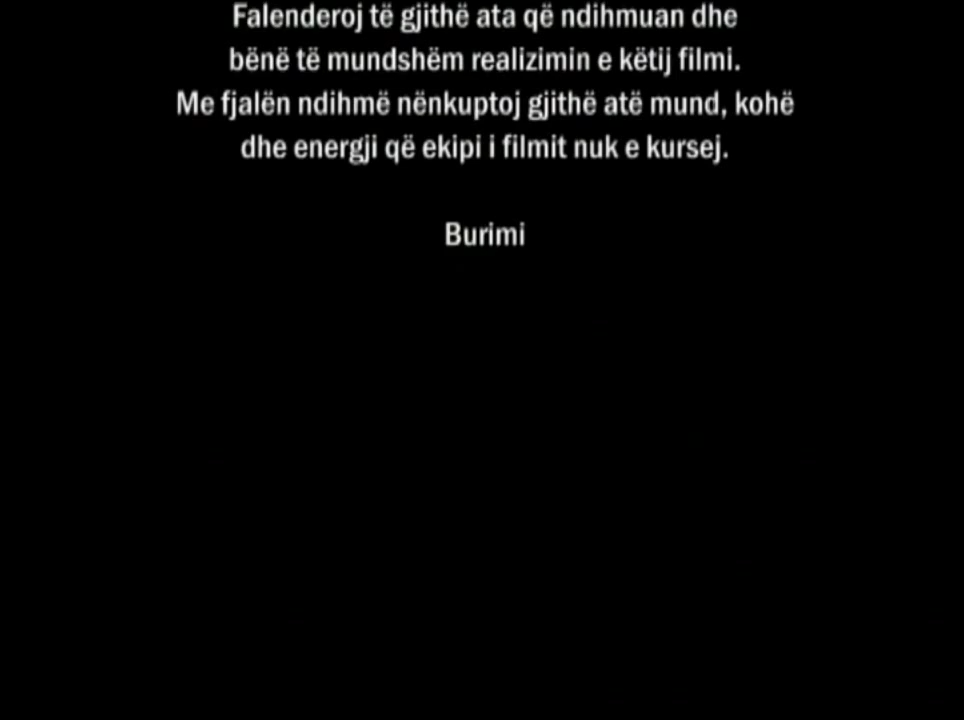 Falenderoj të gjithë ata që ndihmuan dhe
bënë të mundshëm realizimin e këtij filmi.
Me fjalën ndihmë nënkuptoj gjithë atë mund, kohë
dhe energji që ekipi i filmit nuk e kursej.
Burimi